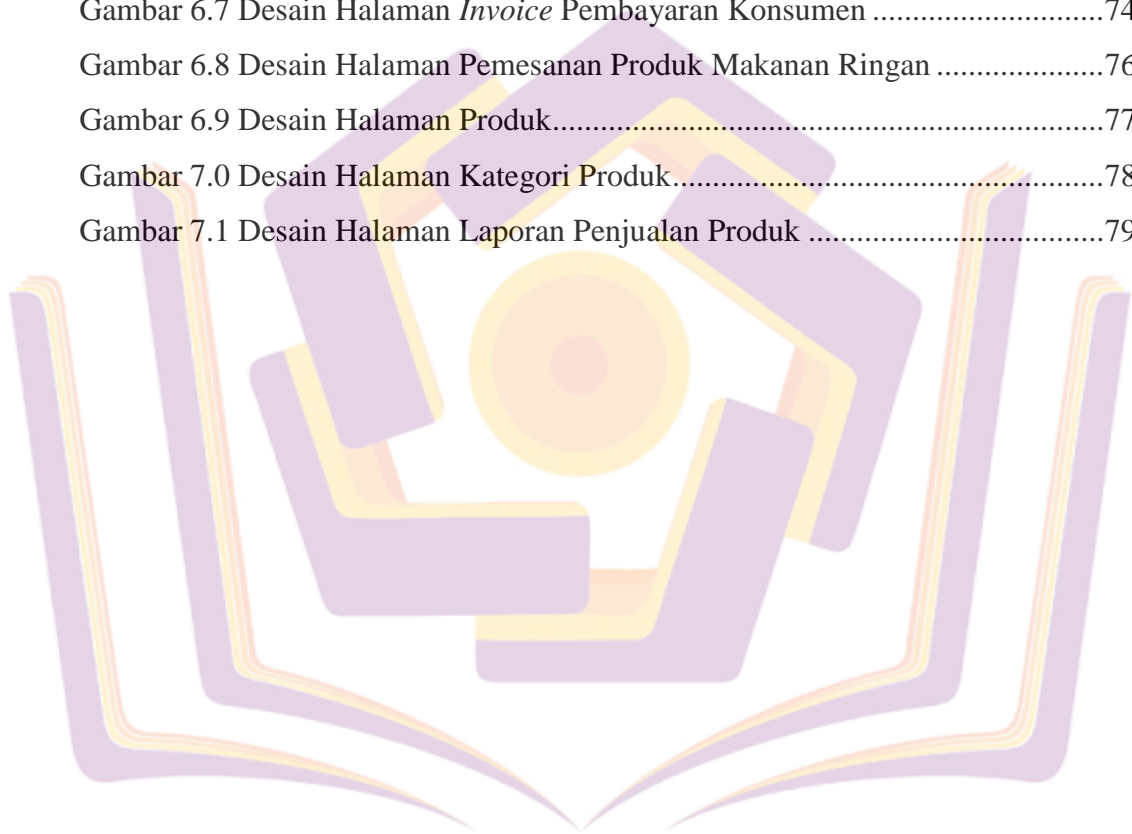 Gambar 6.7 Desain Halaman Invoice Pembayaran Konsumen ............................74
Gambar 6.8 Desain Halaman Pemesanan Produk Makanan Ringan ....................76
Gambar 6.9 Desain Halaman Produk....................................................................77
Gambar 7.0 Desain Halaman Kategori Produk.....................................................78
Gambar 7.1 Desain Halaman Laporan Penjualan Produk ....................................79